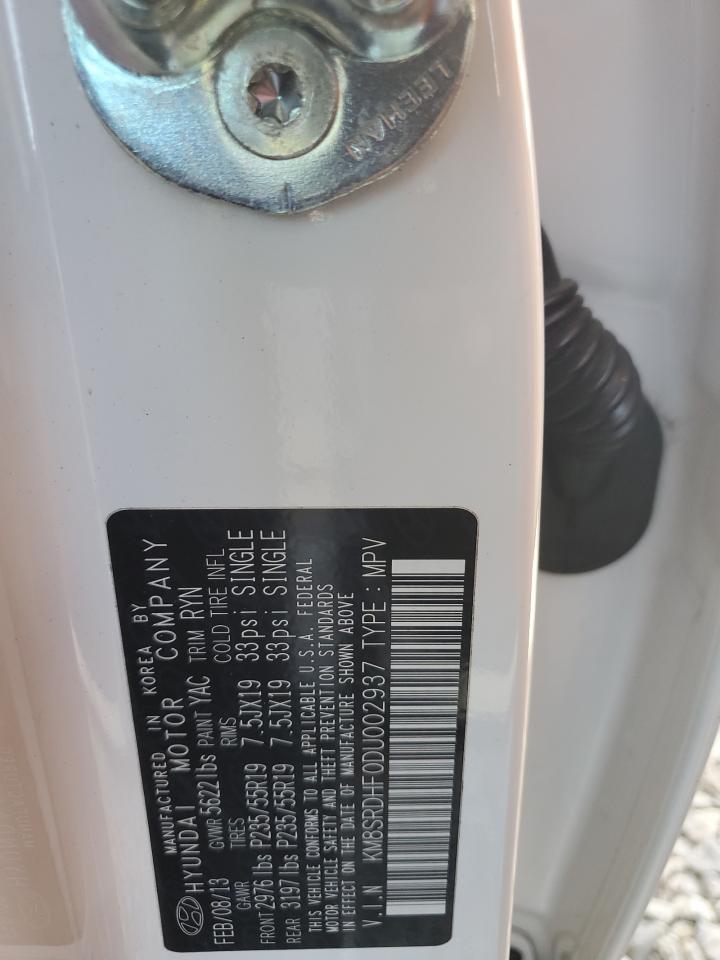 LEEHAN
MANUFACTURED IN KOREA BY
HYUNDAI MOTOR COMPANY
FEB/08/13 GVWR 5622 lbs PAINT YAC TRIM RYN
GAWR TIRES RIMS COLD TIRE INFL
FRONT 2976 lbs P235/55R19 7.5JX19 33psi SINGLE
REAR 3197 lbs P235/55R19 7.5JX19 33psi SINGLE
THIS VEHICLE CONFORMS TO ALL APPLICABLE U.S.A. FEDERAL
MOTOR VEHICLE SAFETY AND THEFT PREVENTION STANDARDS
IN EFFECT ON THE DATE OF MANUFACTURE SHOWN ABOVE
V.I.N KM8SRDHF0DU002937 TYPE : MPV